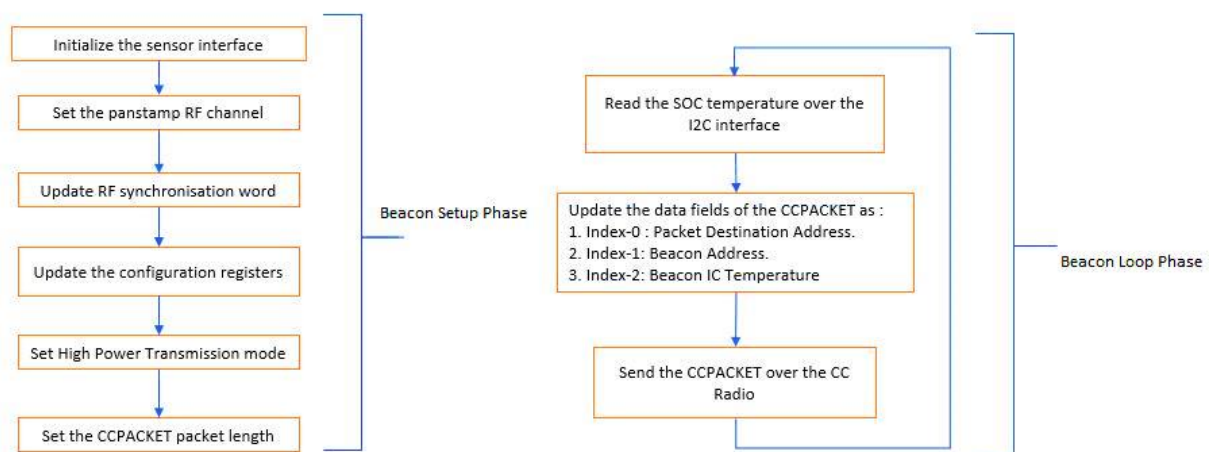 Initialize the sensor interface
Set the panstamp RF channel
Update RF synchronisation word
Update the configuration registers
Set High Power Transmission mode
Set the CCPACKET packet length
Beacon Setup Phase
Read the SOC temperature over the
I2C interface
Update the data fields of the CCPACKET as :
1. Index-0 : Packet Destination Address.
2. Index-1: Beacon Address.
3. Index-2: Beacon IC Temperature
Send the CCPACKET over the CC
Radio
Beacon Loop Phase